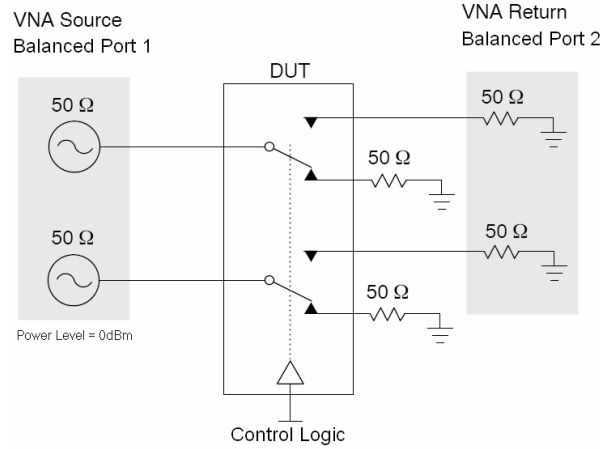 VNA Source
Balanced Port 1
VNA Return
Balanced Port 2
DUT
50 Ω
50 Ω
50 Ω
50 Ω
50 Ω
50 Ω
Power Level = 0dBm
Control Logic